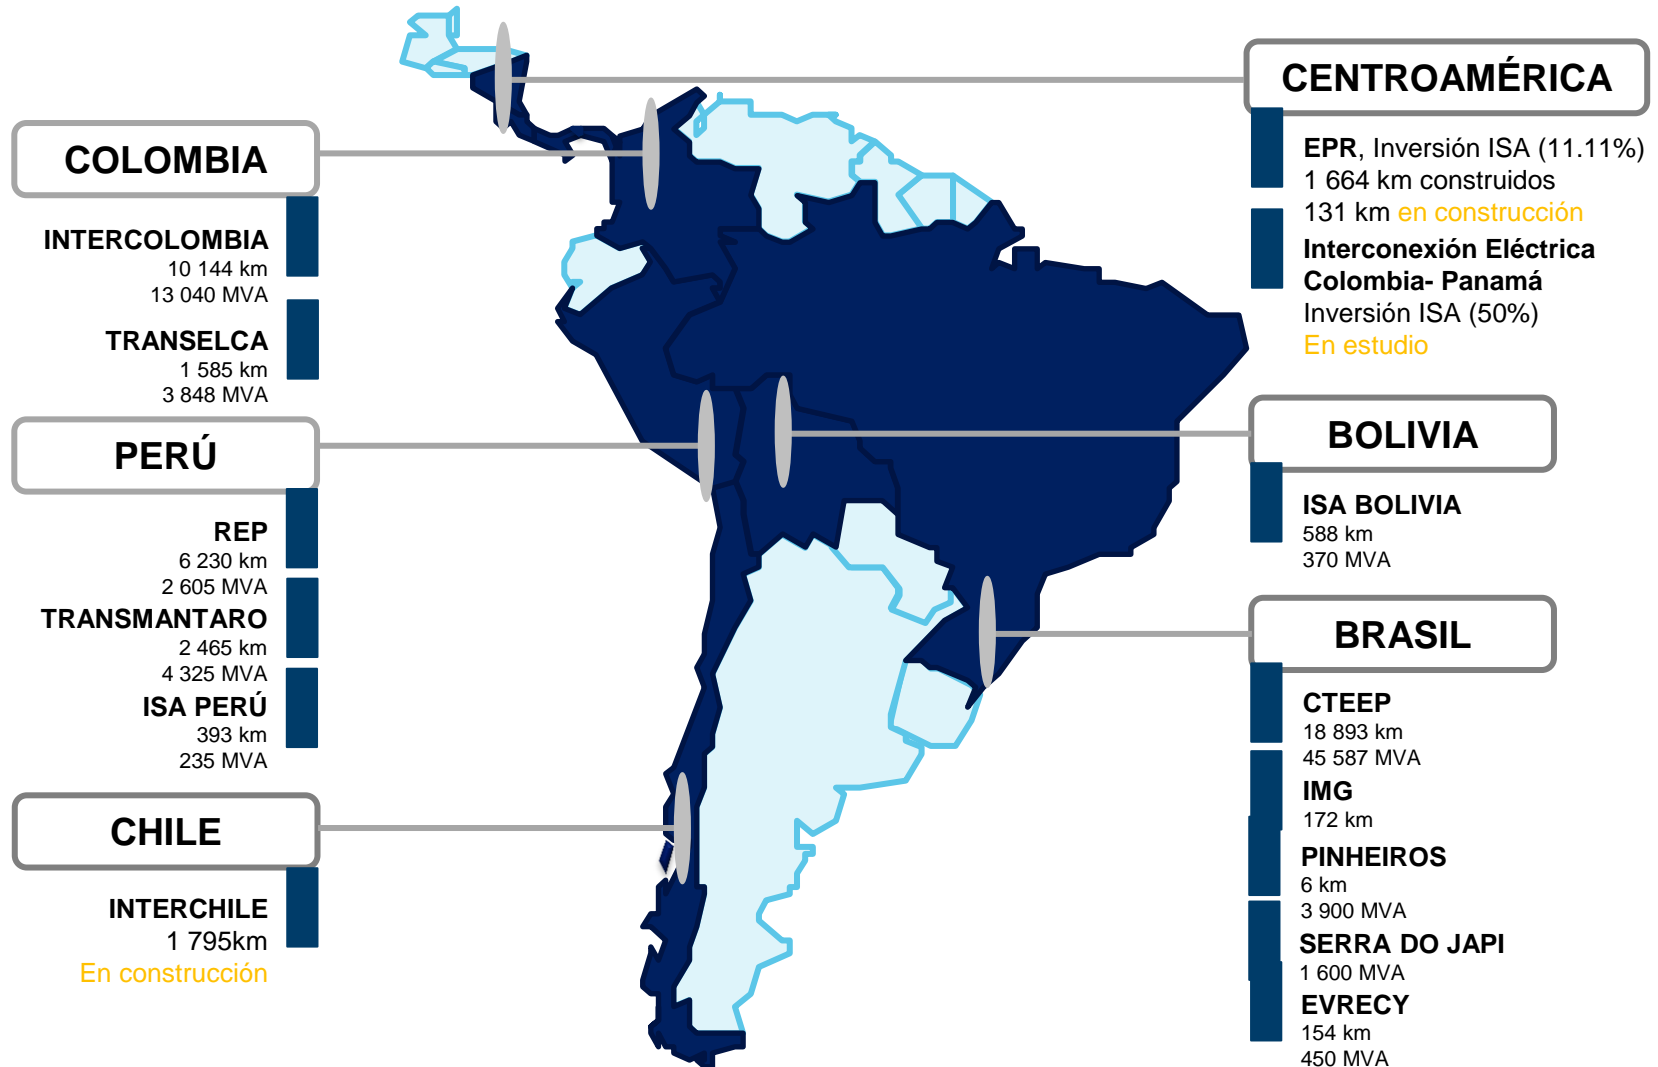 COLOMBIA
INTERCOLOMBIA
10 144 km
13 040 MVA
TRANSELCA
1 585 km
3 848 MVA
PERÚ
REP
6 230 km
2 605 MVA
TRANSMANTARO
2 465 km
4 325 MVA
ISA PERÚ
393 km
235 MVA
CHILE
INTERCHILE
1 795km
En construcción
CENTROAMÉRICA
EPR, Inversión ISA (11.11%)
1 664 km construidos
131 km en construcción
Interconexión Eléctrica
Colombia- Panamá
Inversión ISA (50%)
En estudio
BOLIVIA
ISA BOLIVIA
588 km
370 MVA
BRASIL
CTEEP
18 893 km
45 587 MVA
IMG
172 km
PINHEIROS
6 km
3 900 MVA
SERRA DO JAPI
1 600 MVA
EVRECY
154 km
450 MVA